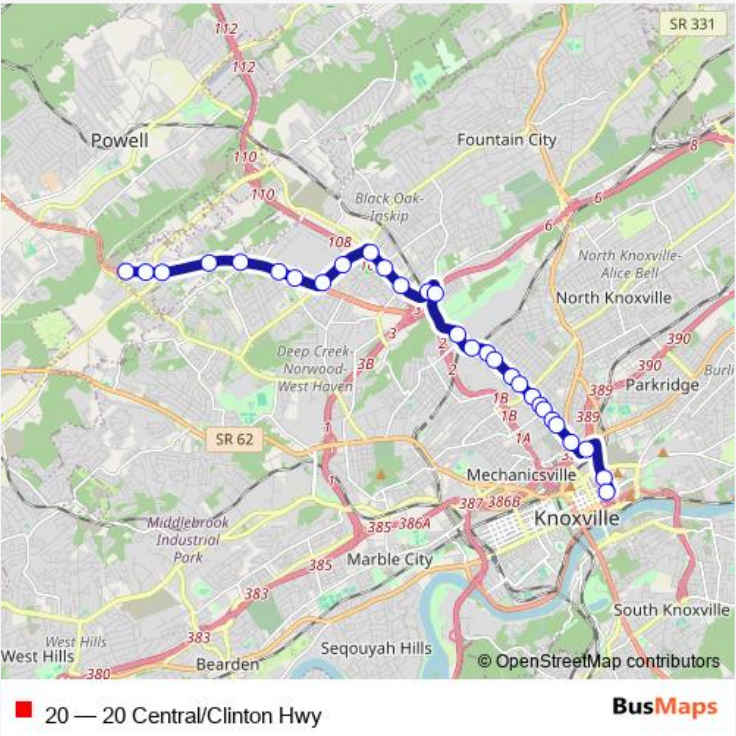 SR 331
112
112
Powell
Fountain City
8
110
110
6
Black Oak-
Inskip
6
6
108
North Knoxville-
Alice Bell
North Knoxville
3
3
2
390
Deep Creek-
Norwood-
West Haven
3B
2
390
Burli
Parkridge
389
1B
1B
389
1
SR 62
1A
Mechanicsville
1
387
386B
Knoxville
Middlebrook
Industrial
Park
385
386A
Marble City
385
383
South Knoxville
383
West Hills
West Hills
Seqouyah Hills
Bearden
380
© OpenStreetMap contributors
20 — 20 Central/Clinton Hwy
BusMaps